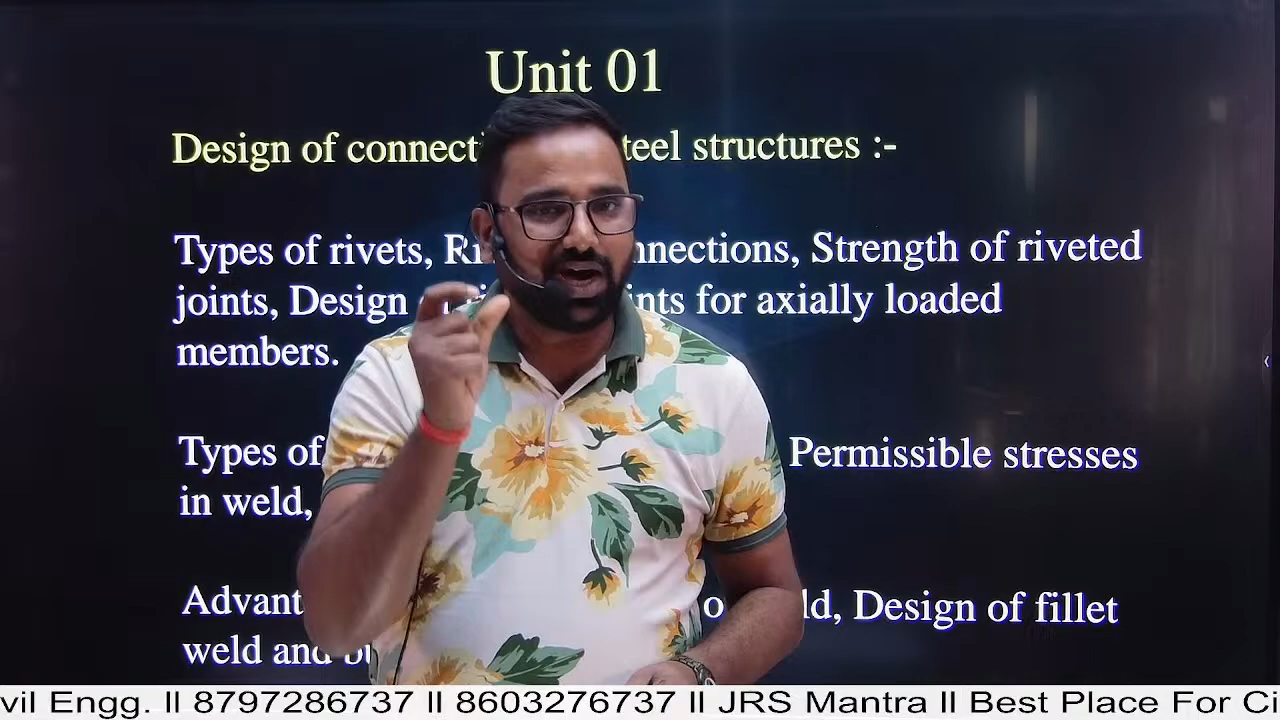 Unit 01
Design of connecti teel structures :-
Types of rivets, Ri nnections, Strength of riveted
joints, Design ints for axially loaded
members.
Types of Permissible stresses
in weld,
Advant o ld, Design of fillet
weld and bu
vil Engg. ll 8797286737 ll 8603276737 ll JRS Mantra ll Best Place For Ci